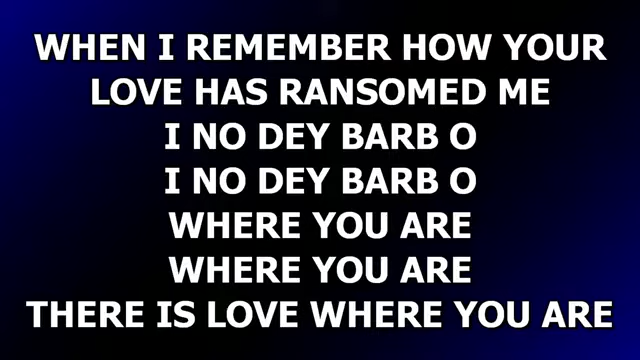 WHEN I REMEMBER HOW YOUR
LOVE HAS RANSOMED ME
I NO DEY BARB O
I NO DEY BARB O
WHERE YOU ARE
WHERE YOU ARE
THERE IS LOVE WHERE YOU ARE